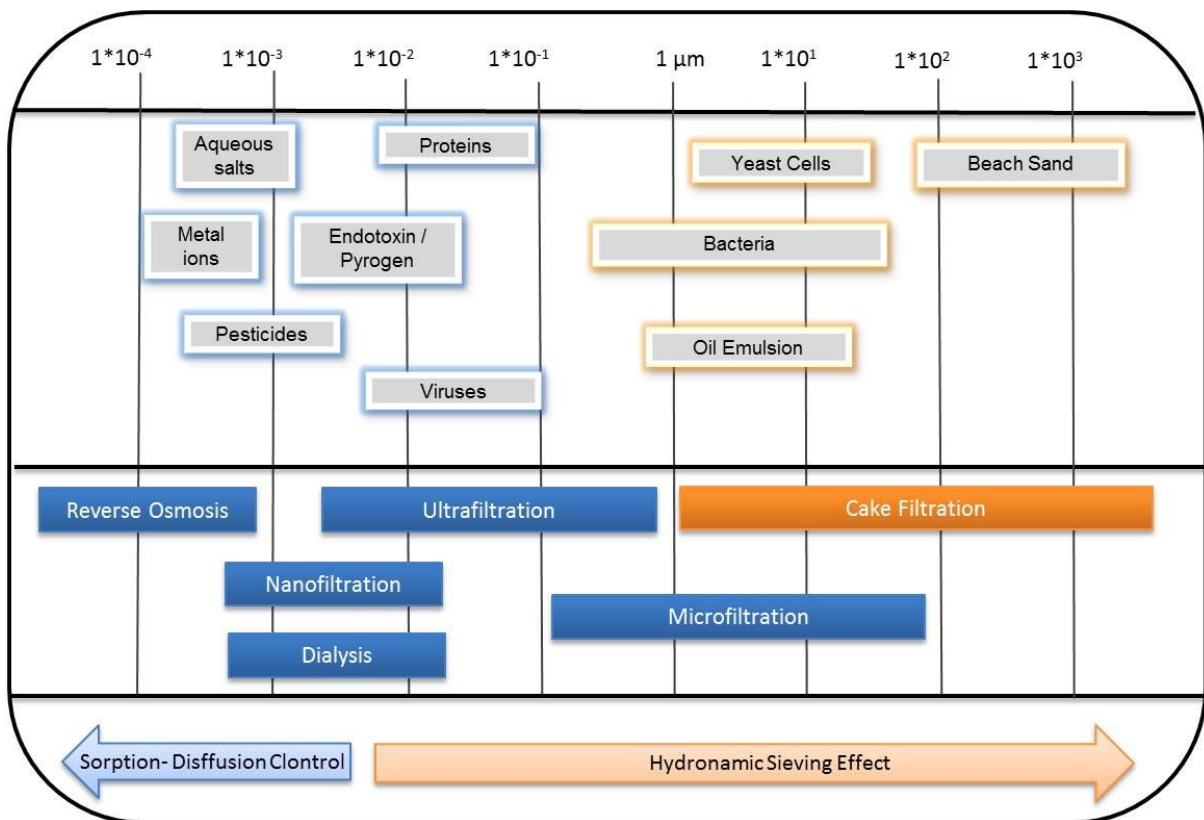 1*10⁻⁴ 1*10⁻³ 1*10⁻² 1*10⁻¹ 1 µm 1*10¹ 1*10² 1*10³
Aqueous
salts
Proteins
Yeast Cells
Beach Sand
Metal
ions
Endotoxin /
Pyrogen
Bacteria
Pesticides
Oil Emulsion
Viruses
Reverse Osmosis
Ultrafiltration
Cake Filtration
Nanofiltration
Microfiltration
Dialysis
Sorption- Disffusion Clontrol
Hydronamic Sieving Effect